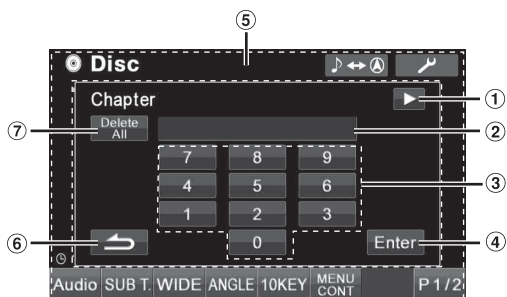 ⑤
Disc
Chapter
①
Delete
All
⑦
②
7 8 9
4 5 6
③
1 2 3
⑥
0
Enter
④
Audio SUB T. WIDE ANGLE 10KEY MENU CONT P 1/2